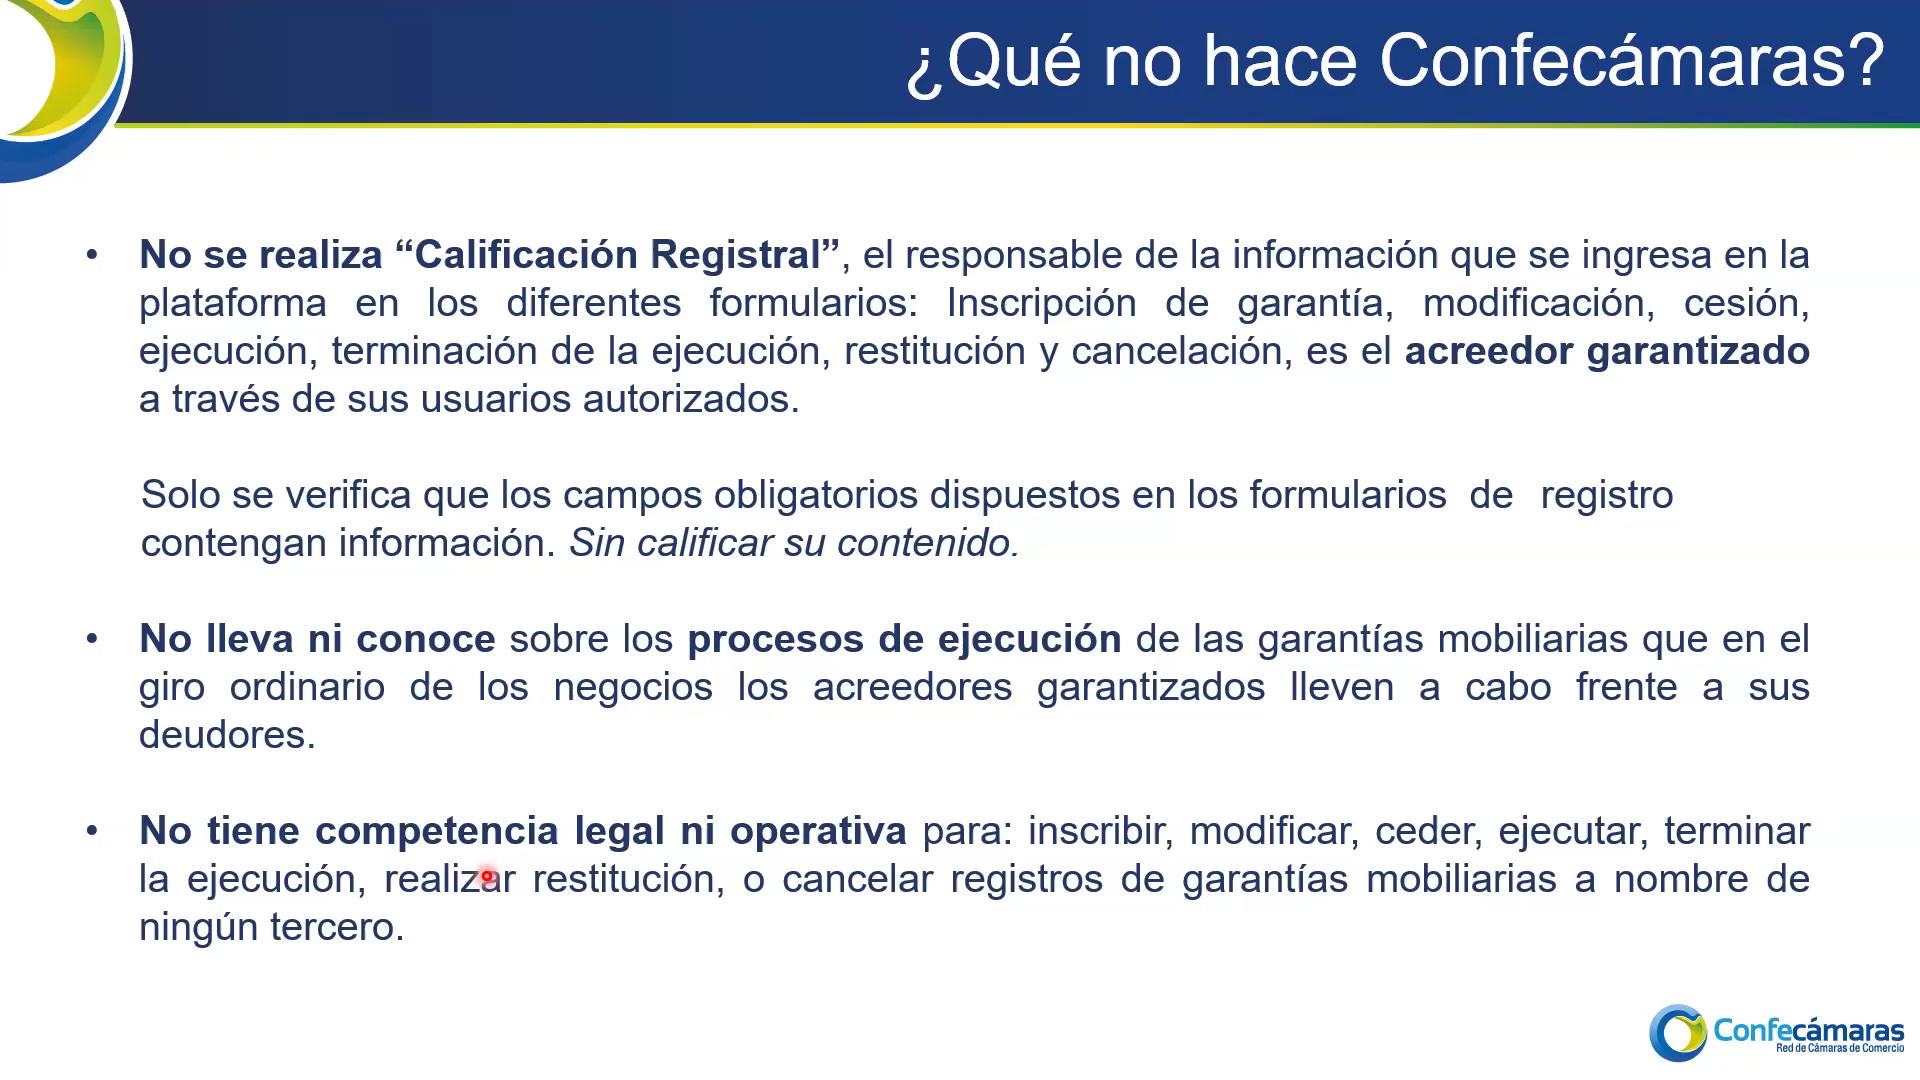 ¿Qué no hace Confecámaras?
• No se realiza “Calificación Registral”, el responsable de la información que se ingresa en la
plataforma en los diferentes formularios: Inscripción de garantía, modificación, cesión,
ejecución, terminación de la ejecución, restitución y cancelación, es el acreedor garantizado
a través de sus usuarios autorizados.
Solo se verifica que los campos obligatorios dispuestos en los formularios de registro
contengan información. Sin calificar su contenido.
• No lleva ni conoce sobre los procesos de ejecución de las garantías mobiliarias que en el
giro ordinario de los negocios los acreedores garantizados lleven a cabo frente a sus
deudores.
• No tiene competencia legal ni operativa para: inscribir, modificar, ceder, ejecutar, terminar
la ejecución, realizar restitución, o cancelar registros de garantías mobiliarias a nombre de
ningún tercero.
Confecámaras
Red de Cámaras de Comercio